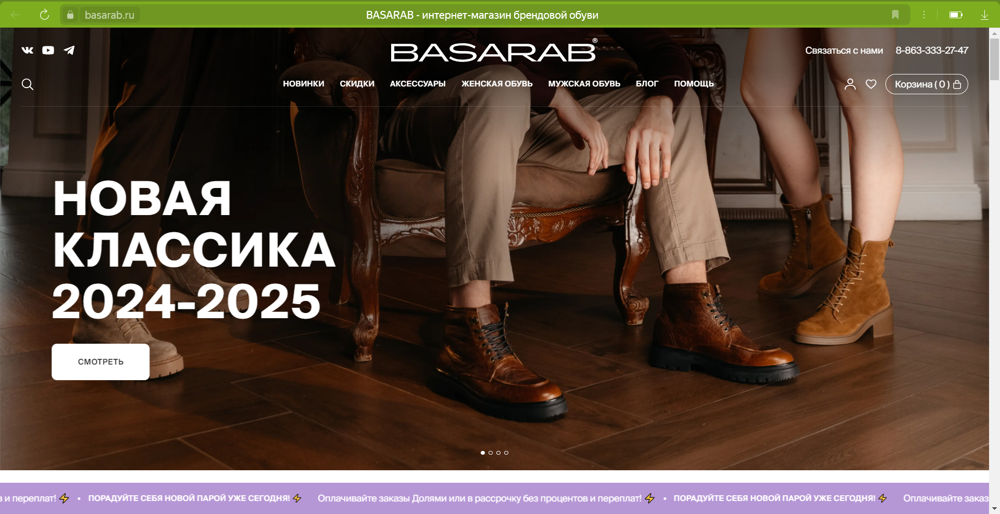 basarab.ru
BASARAB - интернет-магазин брендовой обуви
BASARAB®
Связаться с нами 8-863-333-27-47
НОВИНКИ СКИДКИ АКСЕССУАРЫ ЖЕНСКАЯ ОБУВЬ МУЖСКАЯ ОБУВЬ БЛОГ ПОМОЩЬ
Корзина ( 0 )
НОВАЯ
КЛАССИКА
2024-2025
СМОТРЕТЬ
и переплат! ⚡ • ПОРАДУЙТЕ СЕБЯ НОВОЙ ПАРОЙ УЖЕ СЕГОДНЯ! ⚡ Оплачивайте заказы Долями или в рассрочку без процентов и переплат! ⚡ • ПОРАДУЙТЕ СЕБЯ НОВОЙ ПАРОЙ УЖЕ СЕГОДНЯ! ⚡ Оплачивайте заказ